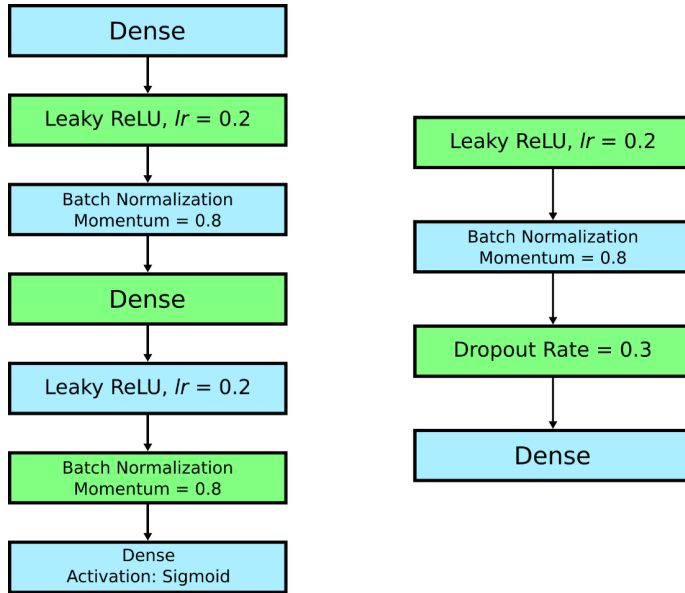 Dense
Leaky ReLU, lr = 0.2
Batch Normalization
Momentum = 0.8
Dense
Leaky ReLU, lr = 0.2
Batch Normalization
Momentum = 0.8
Dense
Activation: Sigmoid
Leaky ReLU, lr = 0.2
Batch Normalization
Momentum = 0.8
Dropout Rate = 0.3
Dense